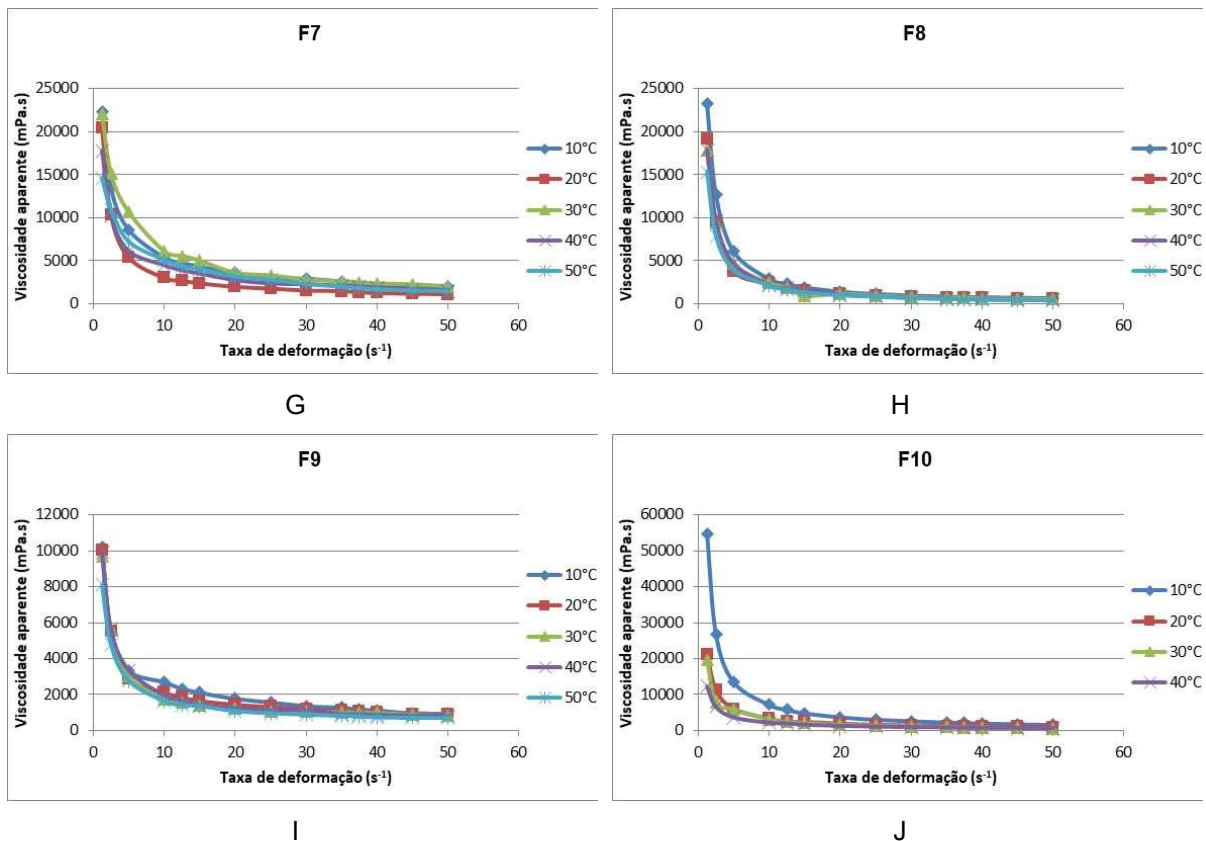 F7
Viscosidade aparente (mPa.s)
25000
20000
15000
10000
5000
0
0 10 20 30 40 50 60
Taxa de deformação (s⁻¹)
10°C
20°C
30°C
40°C
50°C
G
F8
Viscosidade aparente (mPa.s)
25000
20000
15000
10000
5000
0
0 10 20 30 40 50 60
Taxa de deformação (s⁻¹)
10°C
20°C
30°C
40°C
50°C
H
F9
Viscosidade aparente (mPa.s)
12000
10000
8000
6000
4000
2000
0
0 10 20 30 40 50 60
Taxa de deformação (s⁻¹)
10°C
20°C
30°C
40°C
50°C
I
F10
Viscosidade aparente (mPa.s)
60000
50000
40000
30000
20000
10000
0
0 10 20 30 40 50 60
Taxa de deformação (s⁻¹)
10°C
20°C
30°C
40°C
J